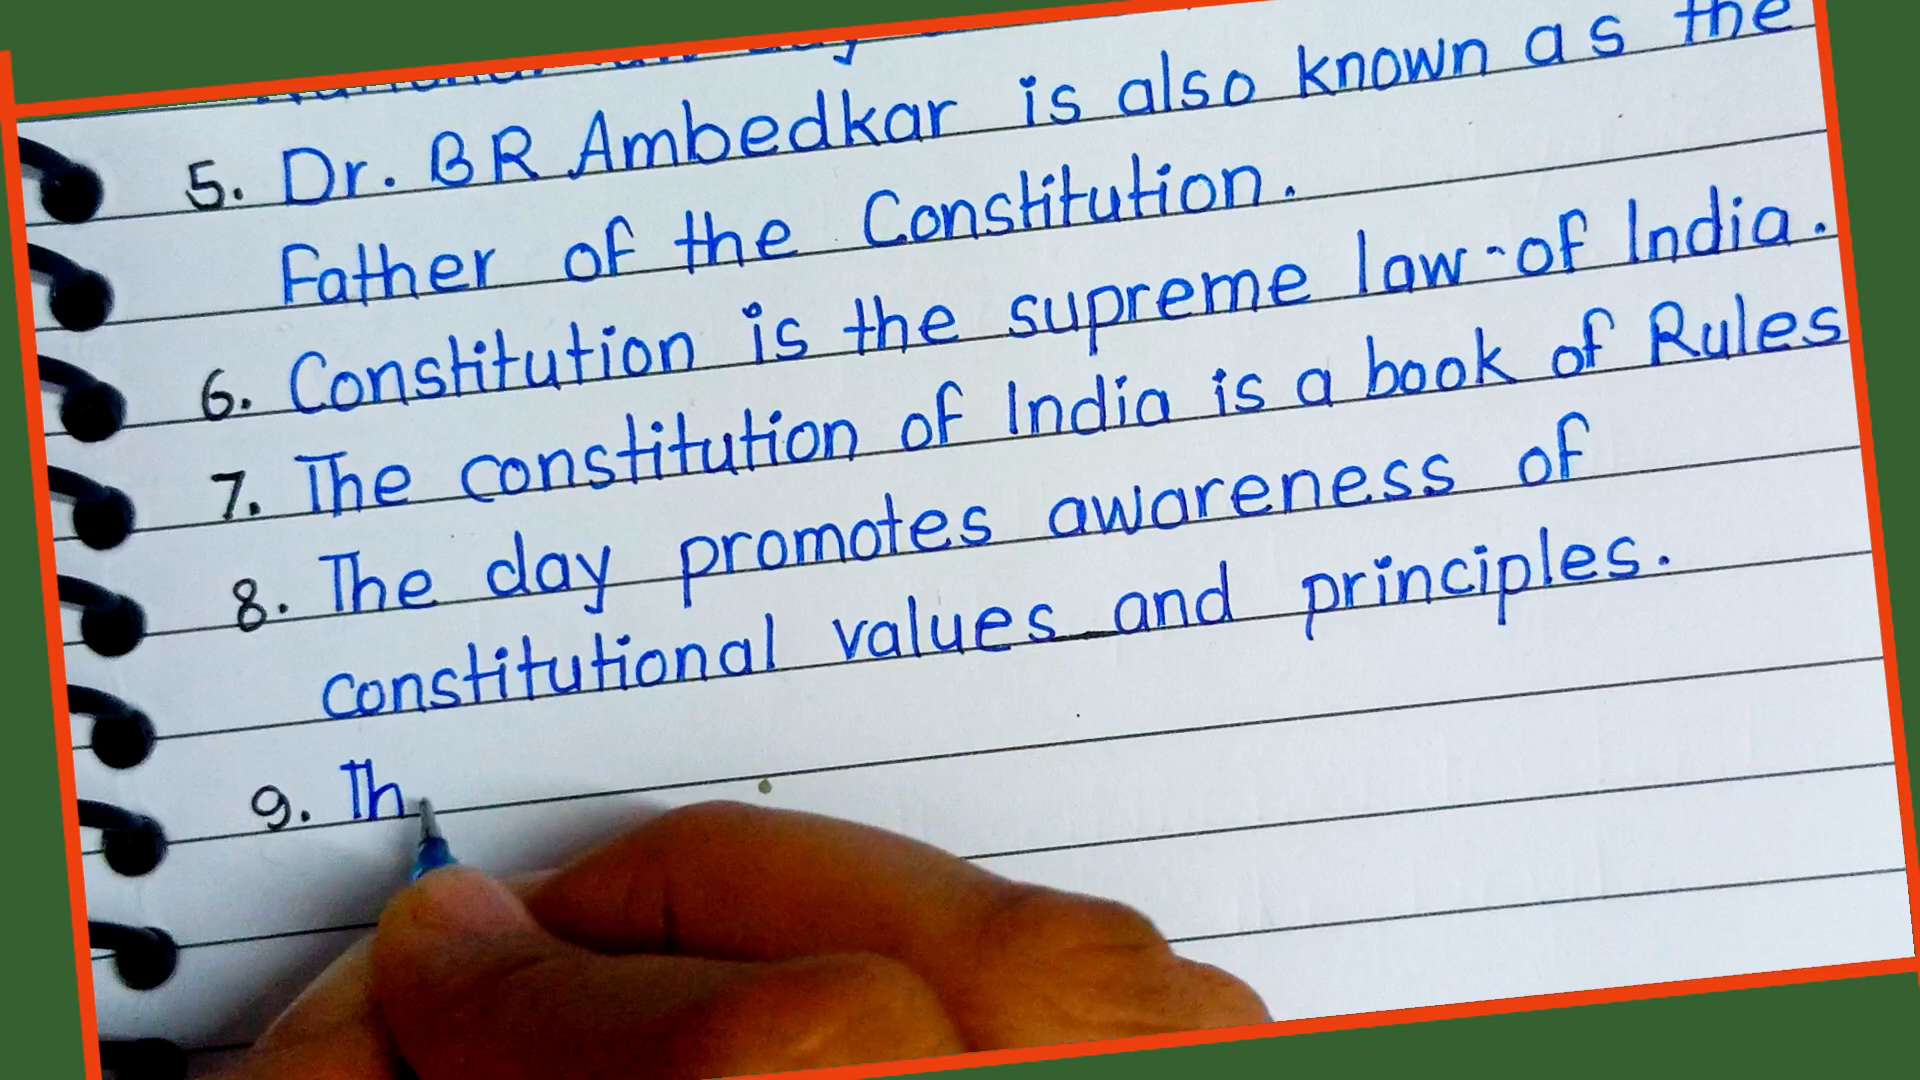 5. Dr. BR Ambedkar is also known as the
Father of the Constitution.
6. Constitution is the supreme law of India.
7. The constitution of India is a book of Rules
8. The day promotes awareness of
constitutional values and principles.
9. Th